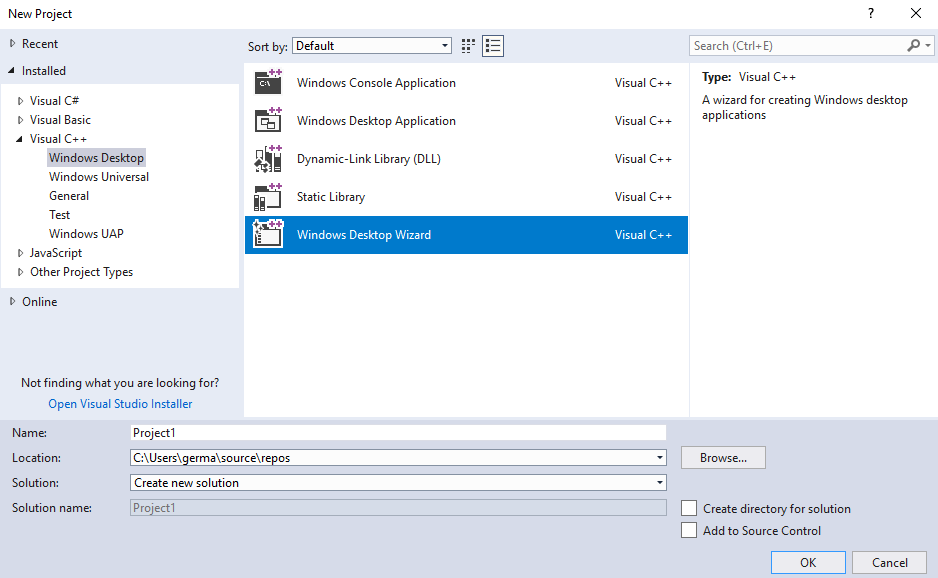 New Project
?
Recent
Installed
Visual C#
Visual Basic
Visual C++
Windows Desktop
Windows Universal
General
Test
Windows UAP
JavaScript
Other Project Types
Online
Not finding what you are looking for?
Open Visual Studio Installer
Sort by: Default
Windows Console Application Visual C++
Windows Desktop Application Visual C++
Dynamic-Link Library (DLL) Visual C++
Static Library Visual C++
Windows Desktop Wizard Visual C++
Search (Ctrl+E)
Type: Visual C++
A wizard for creating Windows desktop
applications
Name: Project1
Location: C:\Users\germa\source\repos Browse...
Solution: Create new solution
Solution name: Project1
Create directory for solution
Add to Source Control
OK Cancel